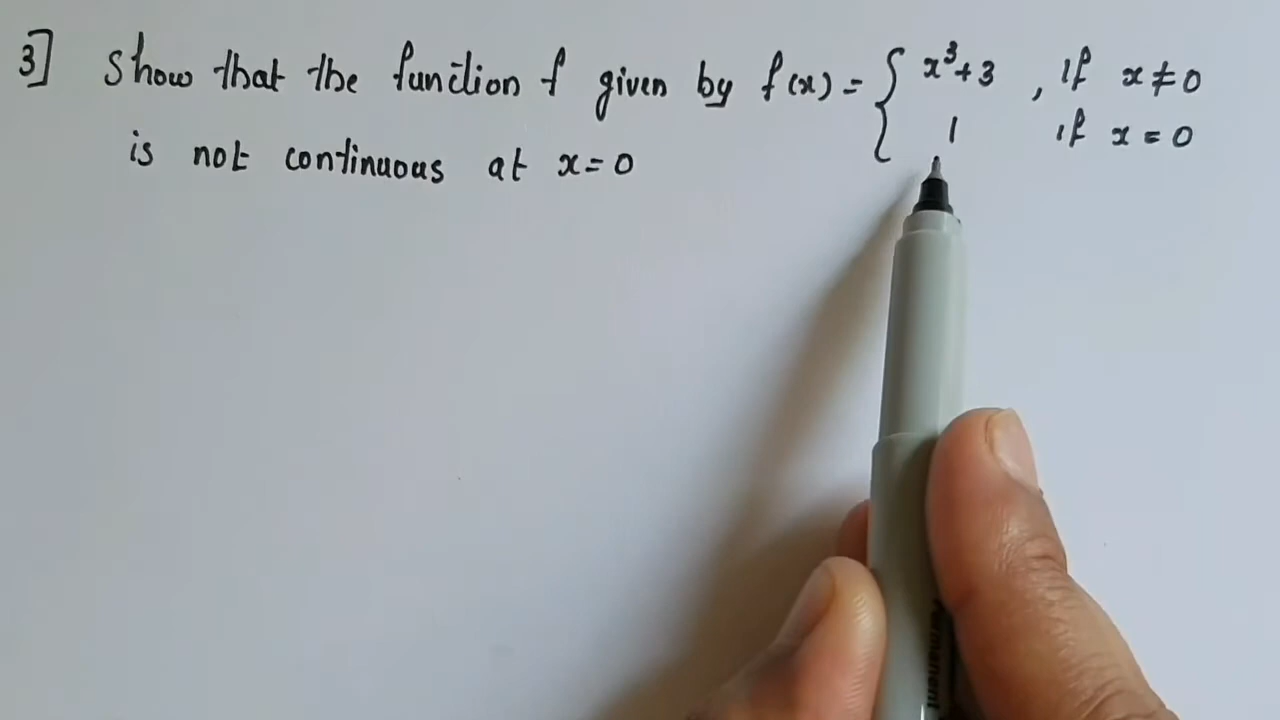 3] Show that the function f given by f(x) = { x³+3 , if x ≠ 0
1 if x = 0
is not continuous at x = 0
Permanent